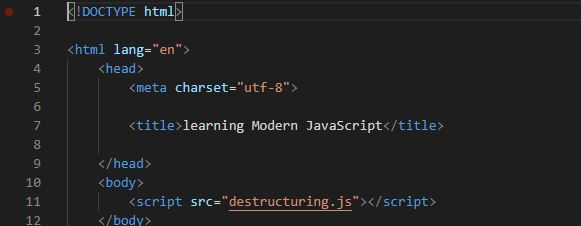 1 <!DOCTYPE html>
2
3 <html lang="en">
4     <head>
5         <meta charset="utf-8">
6
7         <title>learning Modern JavaScript</title>
8
9     </head>
10     <body>
11         <script src="destructuring.js"></script>
12     </body>